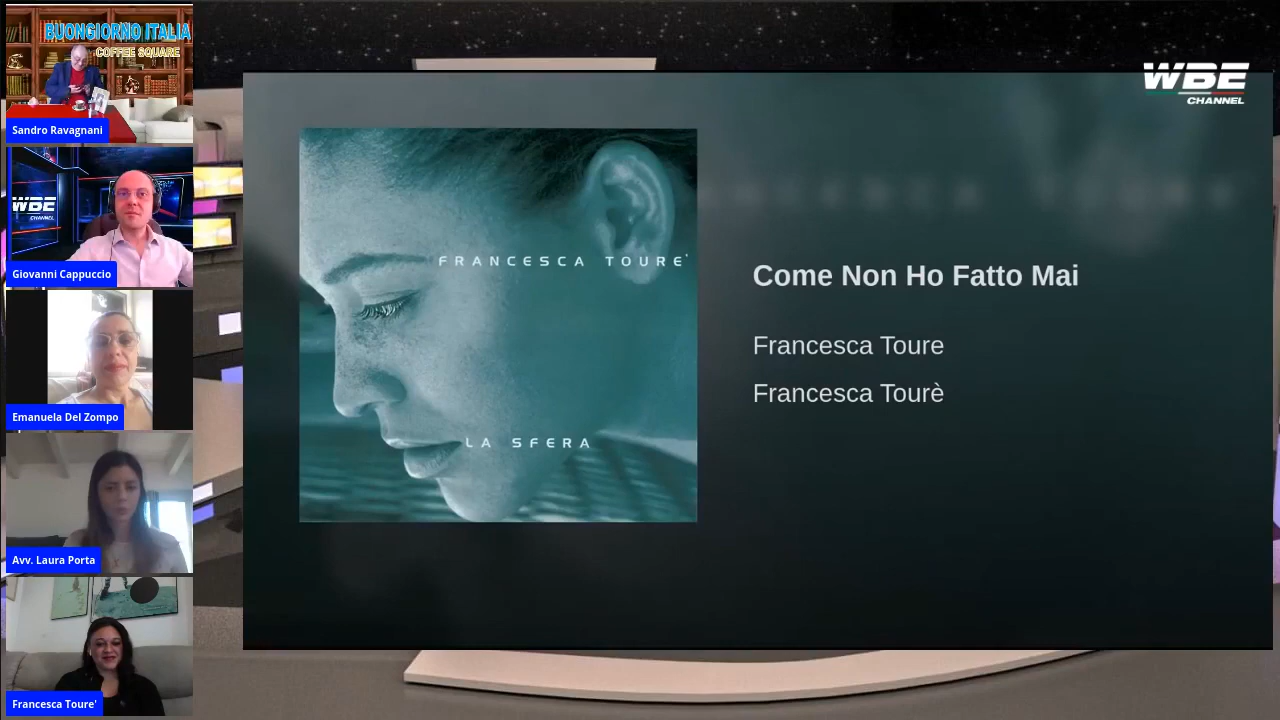 BUONGIORNO ITALIA
COFFEE SQUARE
Sandro Ravagnani
WBE
CHANNEL
Giovanni Cappuccio
Emanuela Del Zompo
Avv. Laura Porta
Francesca Toure'
WBE
CHANNEL
FRANCESCA TOURE'
LA SFERA
Come Non Ho Fatto Mai
Francesca Toure
Francesca Tourè